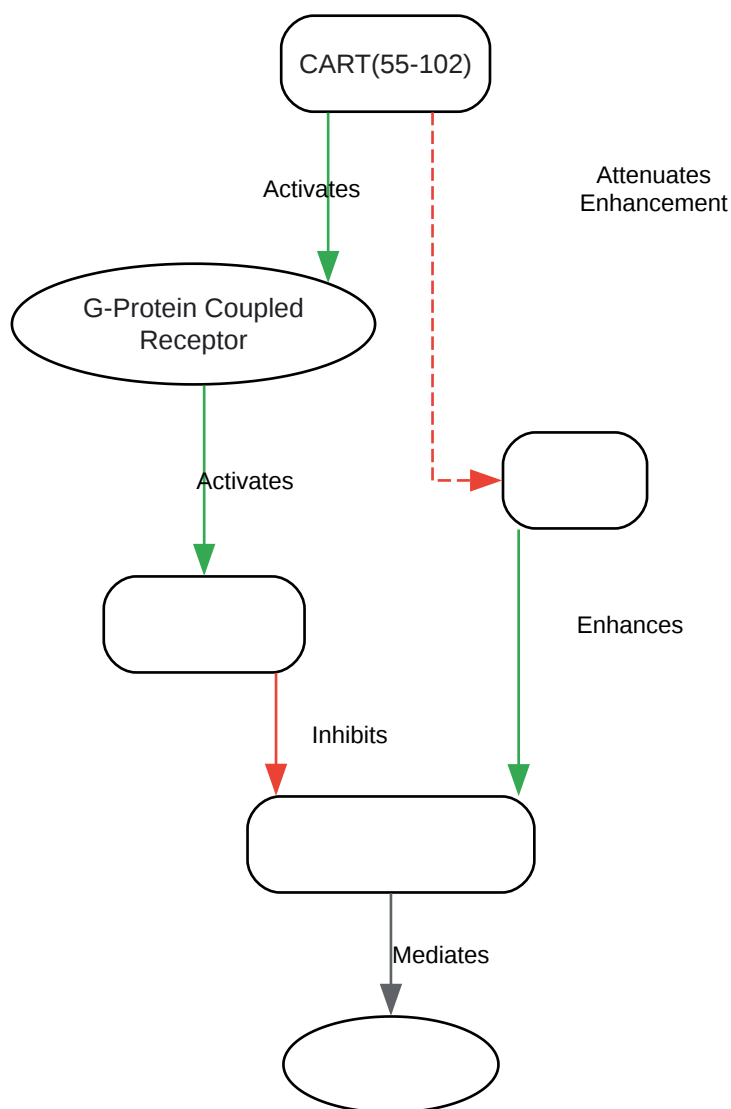 CART(55-102)
Activates
Attenuates
Enhancement
G-Protein Coupled
Receptor
Activates
Enhances
Inhibits
Mediates